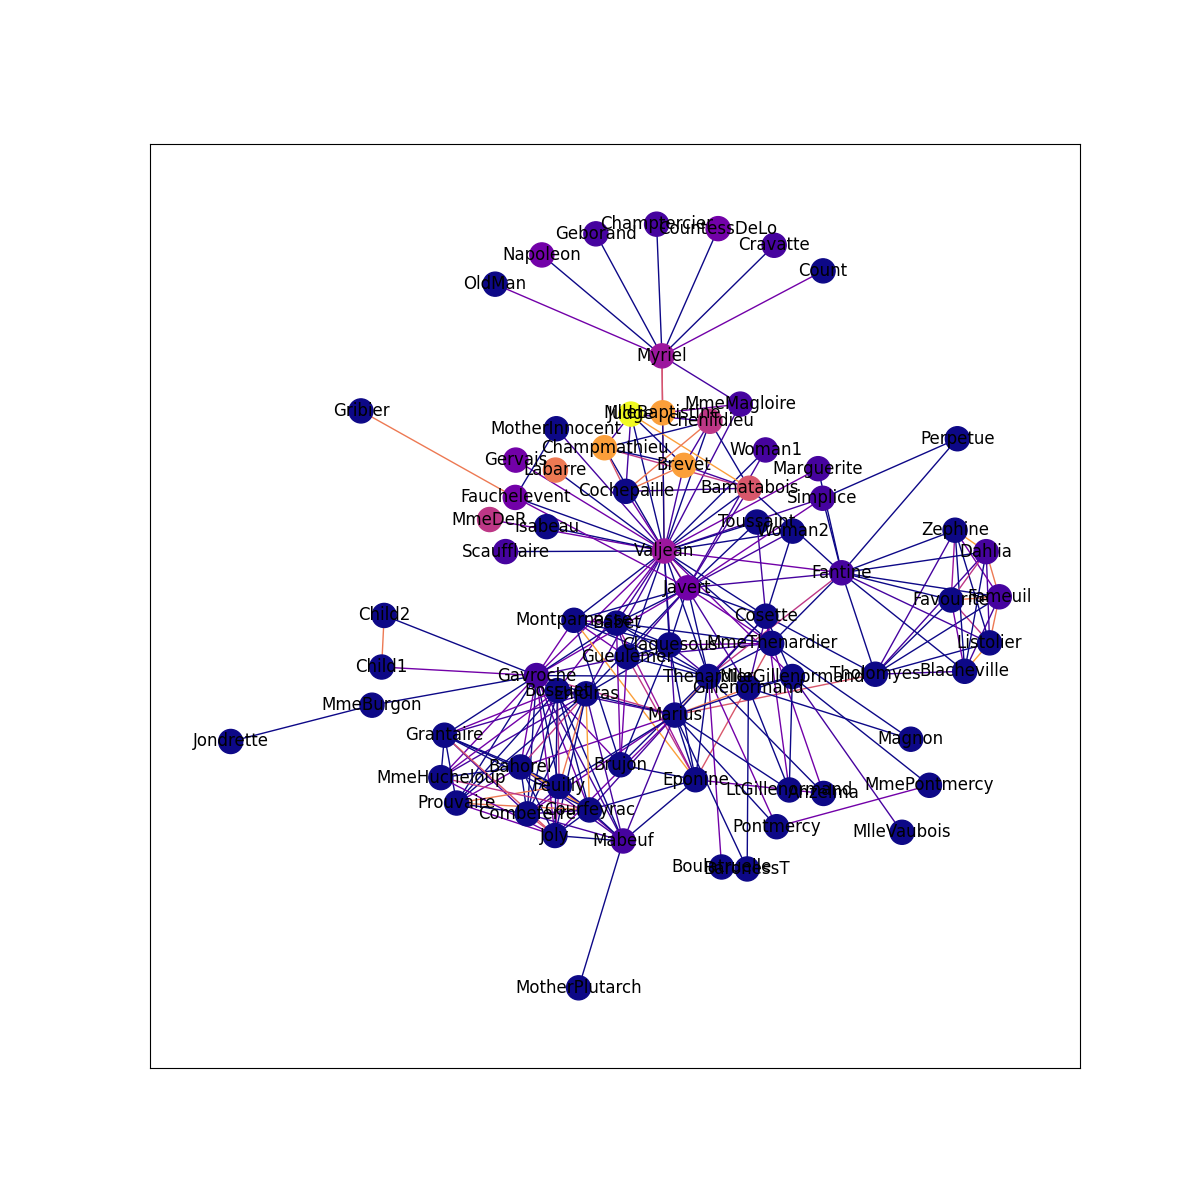 Champtercier
CountessDeLo
Geborand
Cravatte
Napoleon
Count
OldMan
Myriel
MmeMagloire
Gribier
MlleBaptistine
Judge
Chenildieu
MotherInnocent
Perpetue
Champmathieu
Woman1
Gervais
Brevet
Labarre
Marguerite
Bamatabois
Cochepaille
Fauchelevent
Simplice
MmeDeR
Toussaint
Isabeau
Woman2
Zephine
Scaufflaire
Valjean
Dahlia
Fantine
Javert
Fameuil
Favourite
Child2
Cosette
Montparnasse
Babet
Claquesous
MmeThenardier
Listolier
Gueulemer
Child1
Gavroche
Thenardier
MlleGillenormand
Tholomyes
Blacheville
Bossuet
Enjolras
Gillenormand
MmeBurgon
Marius
Grantaire
Jondrette
Magnon
Bahorel
Brujon
MmeHucheloup
Eponine
Feuilly
MmePontmercy
LtGillenormand
Anzelma
Prouvaire
Combeferre
Courfeyrac
Pontmercy
MlleVaubois
Joly
Mabeuf
Boulatruelle
BaronessT
MotherPlutarch